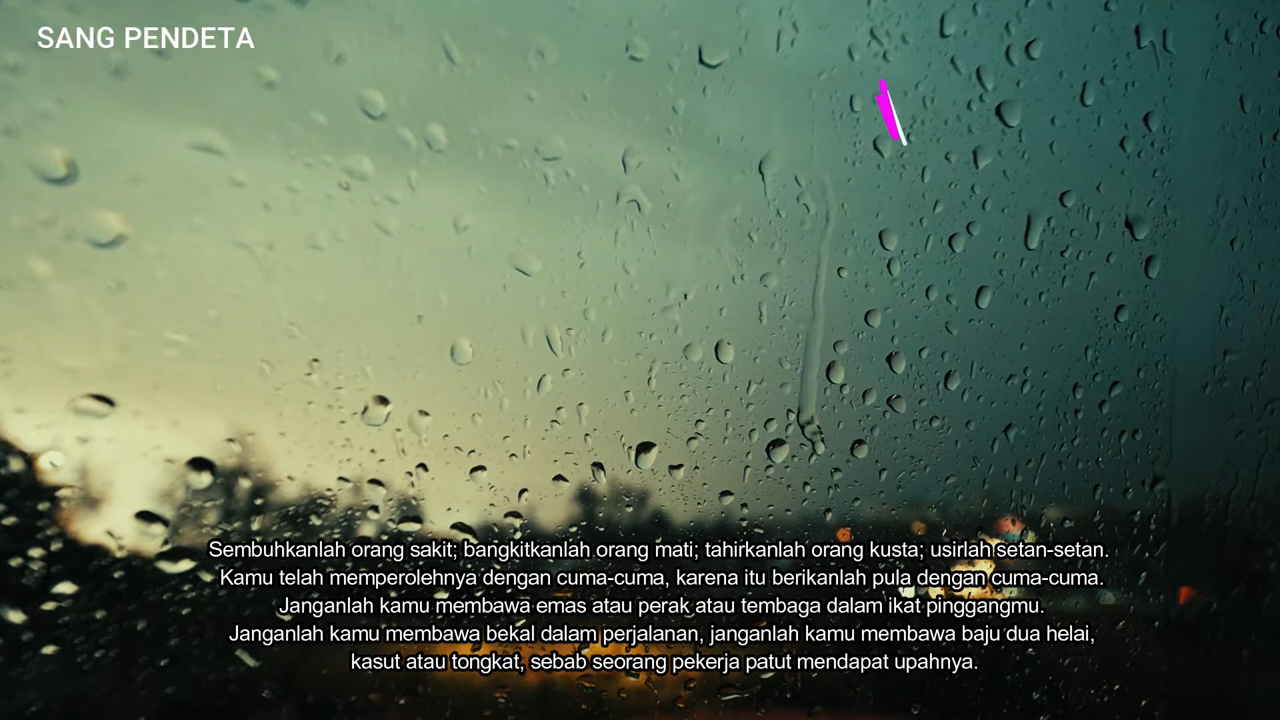 SANG PENDETA
Sembuhkanlah orang sakit; bangkitkanlah orang mati; tahirkanlah orang kusta; usirlah setan-setan.
Kamu telah memperolehnya dengan cuma-cuma, karena itu berikanlah pula dengan cuma-cuma.
Janganlah kamu membawa emas atau perak atau tembaga dalam ikat pinggangmu.
Janganlah kamu membawa bekal dalam perjalanan, janganlah kamu membawa baju dua helai,
kasut atau tongkat, sebab seorang pekerja patut mendapat upahnya.